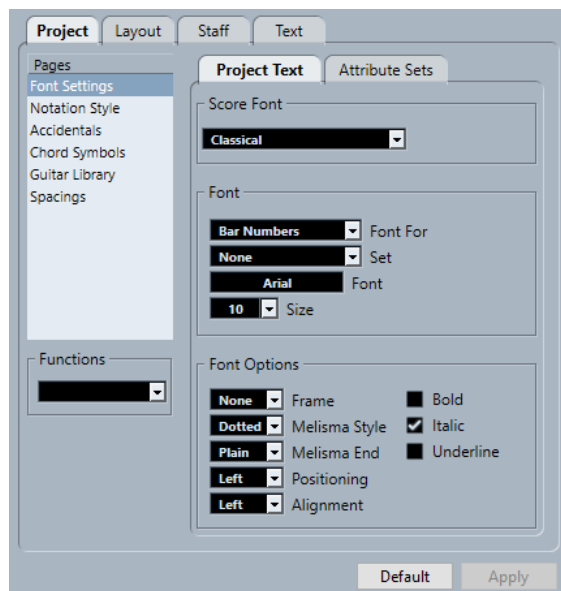 Project Layout Staff Text
Pages
Font Settings
Notation Style
Accidentals
Chord Symbols
Guitar Library
Spacings
Functions
Project Text Attribute Sets
Score Font
Classical
Font
Bar Numbers Font For
None Set
Arial Font
10 Size
Font Options
None Frame Bold
Dotted Melisma Style Italic
Plain Melisma End Underline
Left Positioning
Left Alignment
Default Apply